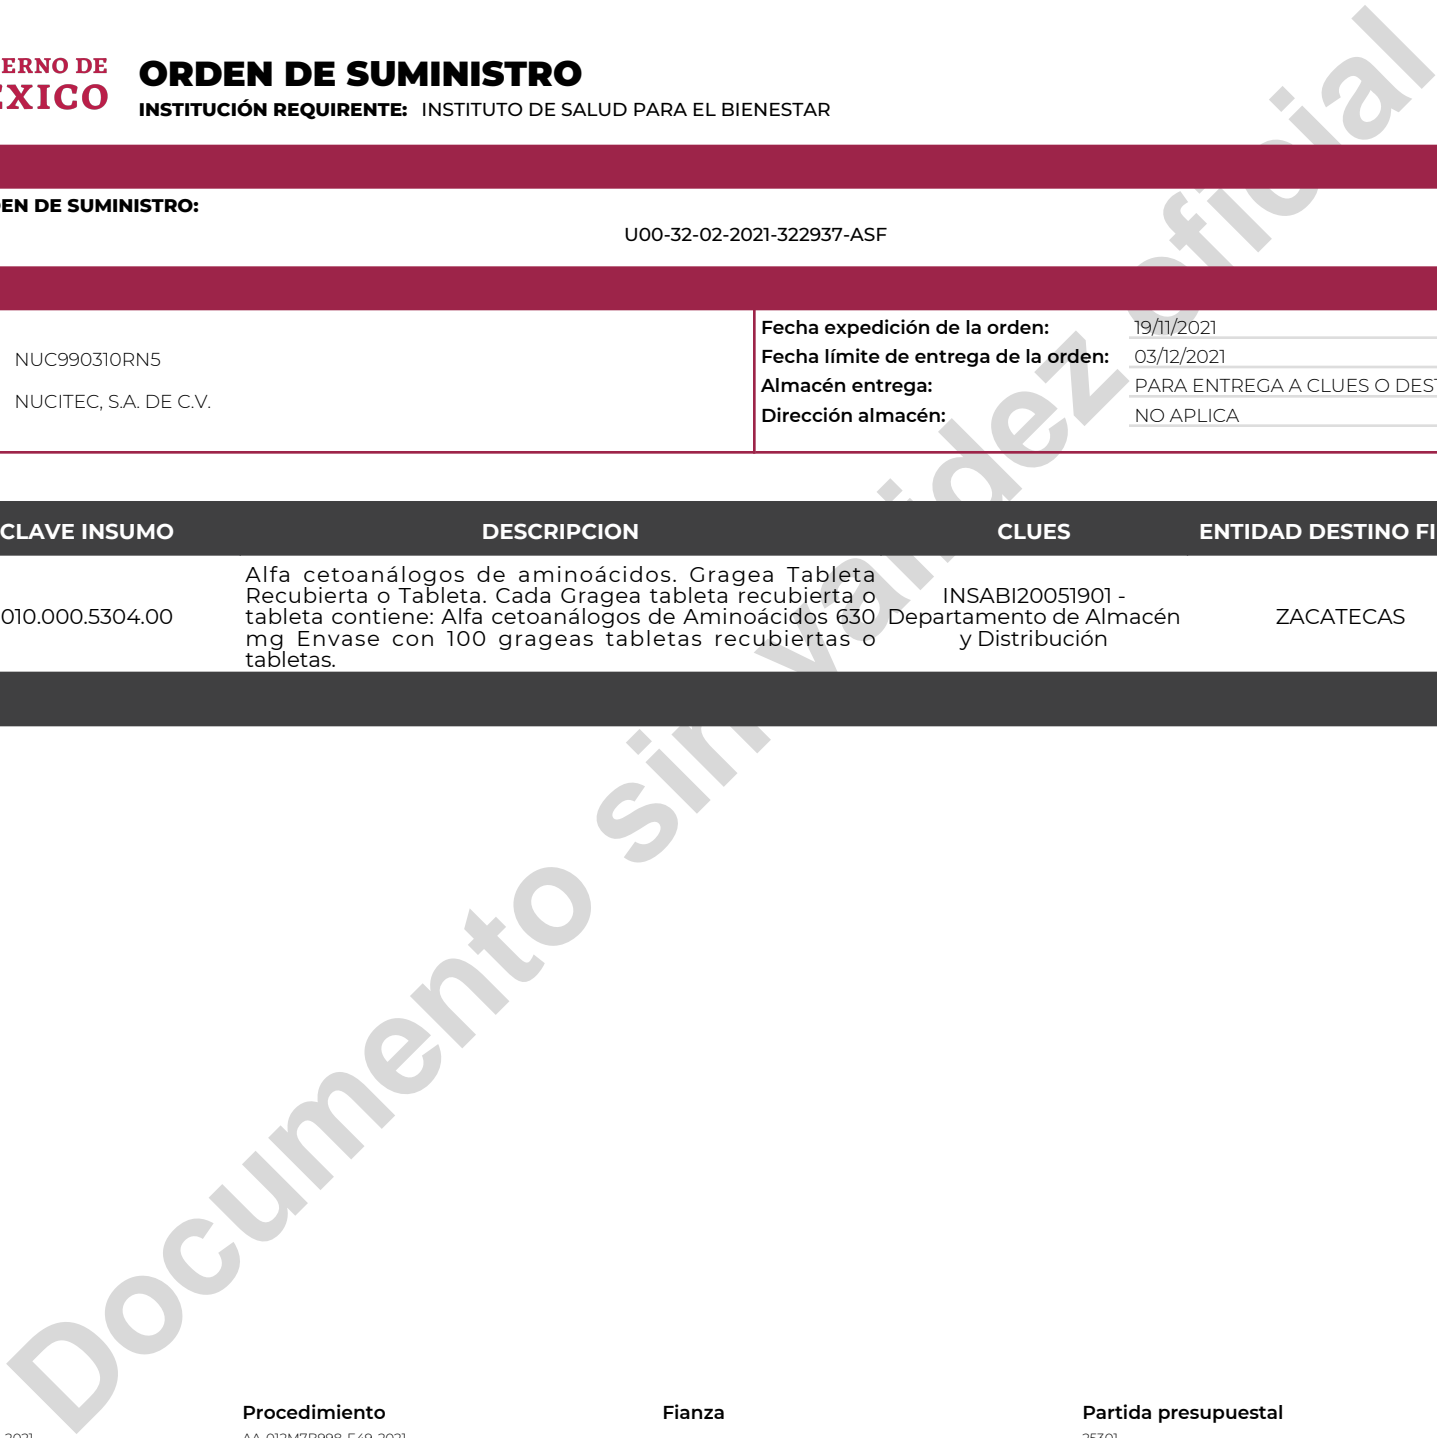 ERNO DE
EXICO
ORDEN DE SUMINISTRO
INSTITUCIÓN REQUIRENTE: INSTITUTO DE SALUD PARA EL BIENESTAR
EN DE SUMINISTRO:
U00-32-02-2021-322937-ASF
NUC990310RN5
NUCITEC, S.A. DE C.V.
Fecha expedición de la orden: 19/11/2021
Fecha límite de entrega de la orden: 03/12/2021
Almacén entrega: PARA ENTREGA A CLUES O DEST
Dirección almacén: NO APLICA
CLAVE INSUMO DESCRIPCION CLUES ENTIDAD DESTINO FI
010.000.5304.00
Alfa cetoanálogos de aminoácidos. Gragea Tableta
Recubierta o Tableta. Cada Gragea tableta recubierta o
tableta contiene: Alfa cetoanálogos de Aminoácidos 630
mg Envase con 100 grageas tabletas recubiertas o
tabletas.
INSABI20051901 -
Departamento de Almacén
y Distribución
ZACATECAS
Documento sin validez oficial
Procedimiento Fianza Partida presupuestal